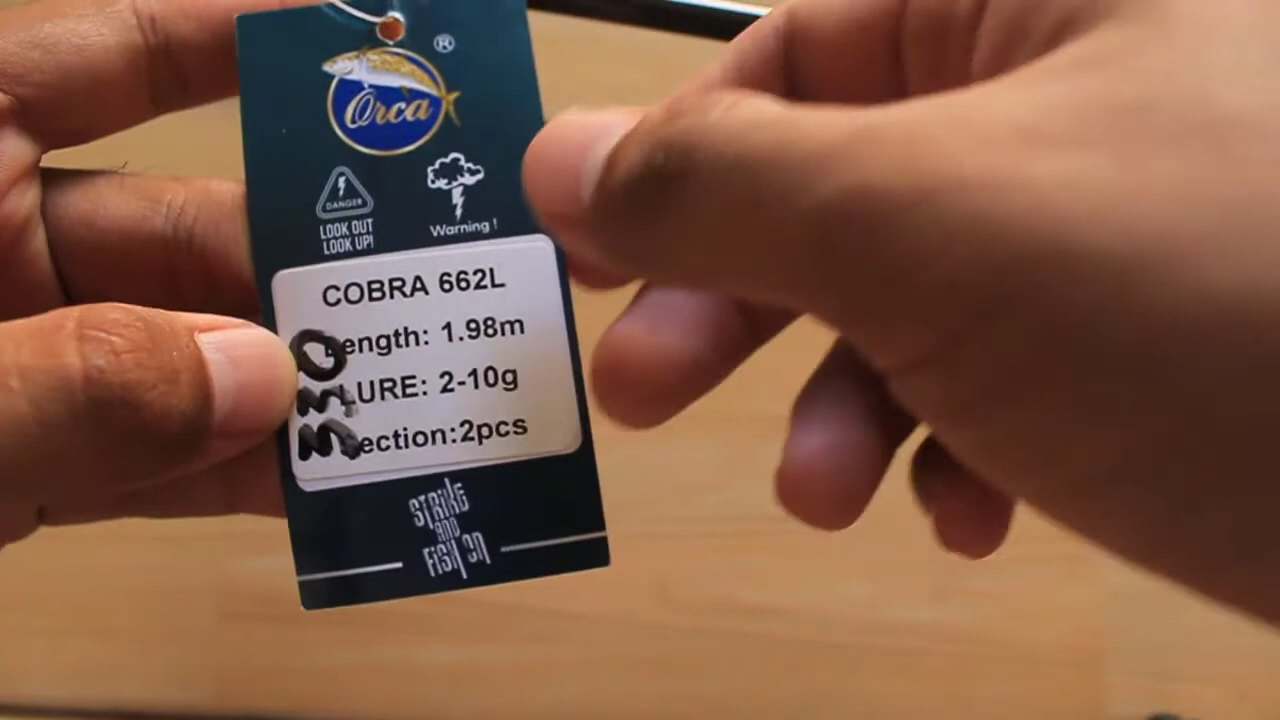 Orca ®
DANGER
LOOK OUT
LOOK UP!
Warning !
COBRA 662L
Length: 1.98m
LURE: 2-10g
Section:2pcs
330
STRIKE
AND
FISH ON